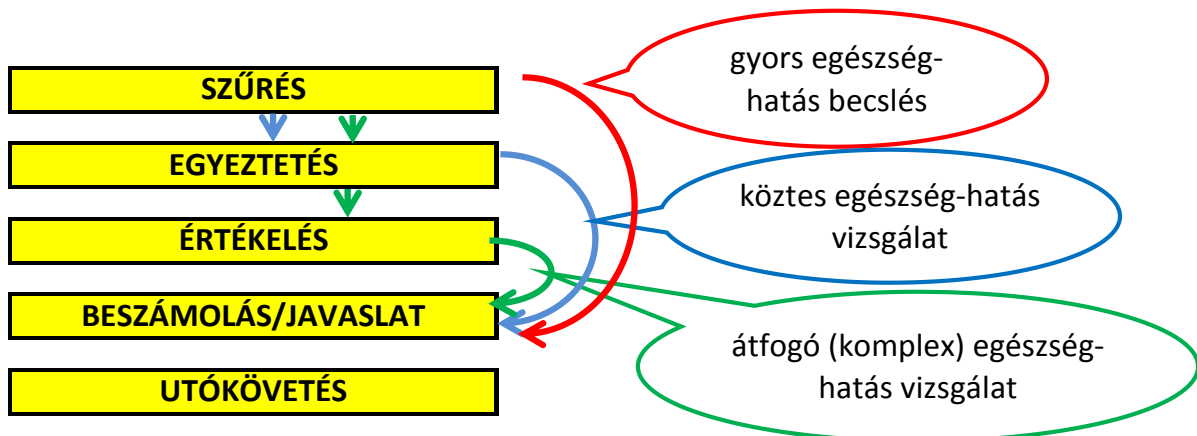 SZŰRÉS
EGYEZTETÉS
ÉRTÉKELÉS
BESZÁMOLÁS/JAVASLAT
UTÓKÖVETÉS
gyors egészség-
hatás becslés
köztes egészség-hatás
vizsgálat
átfogó (komplex) egészség-
hatás vizsgálat